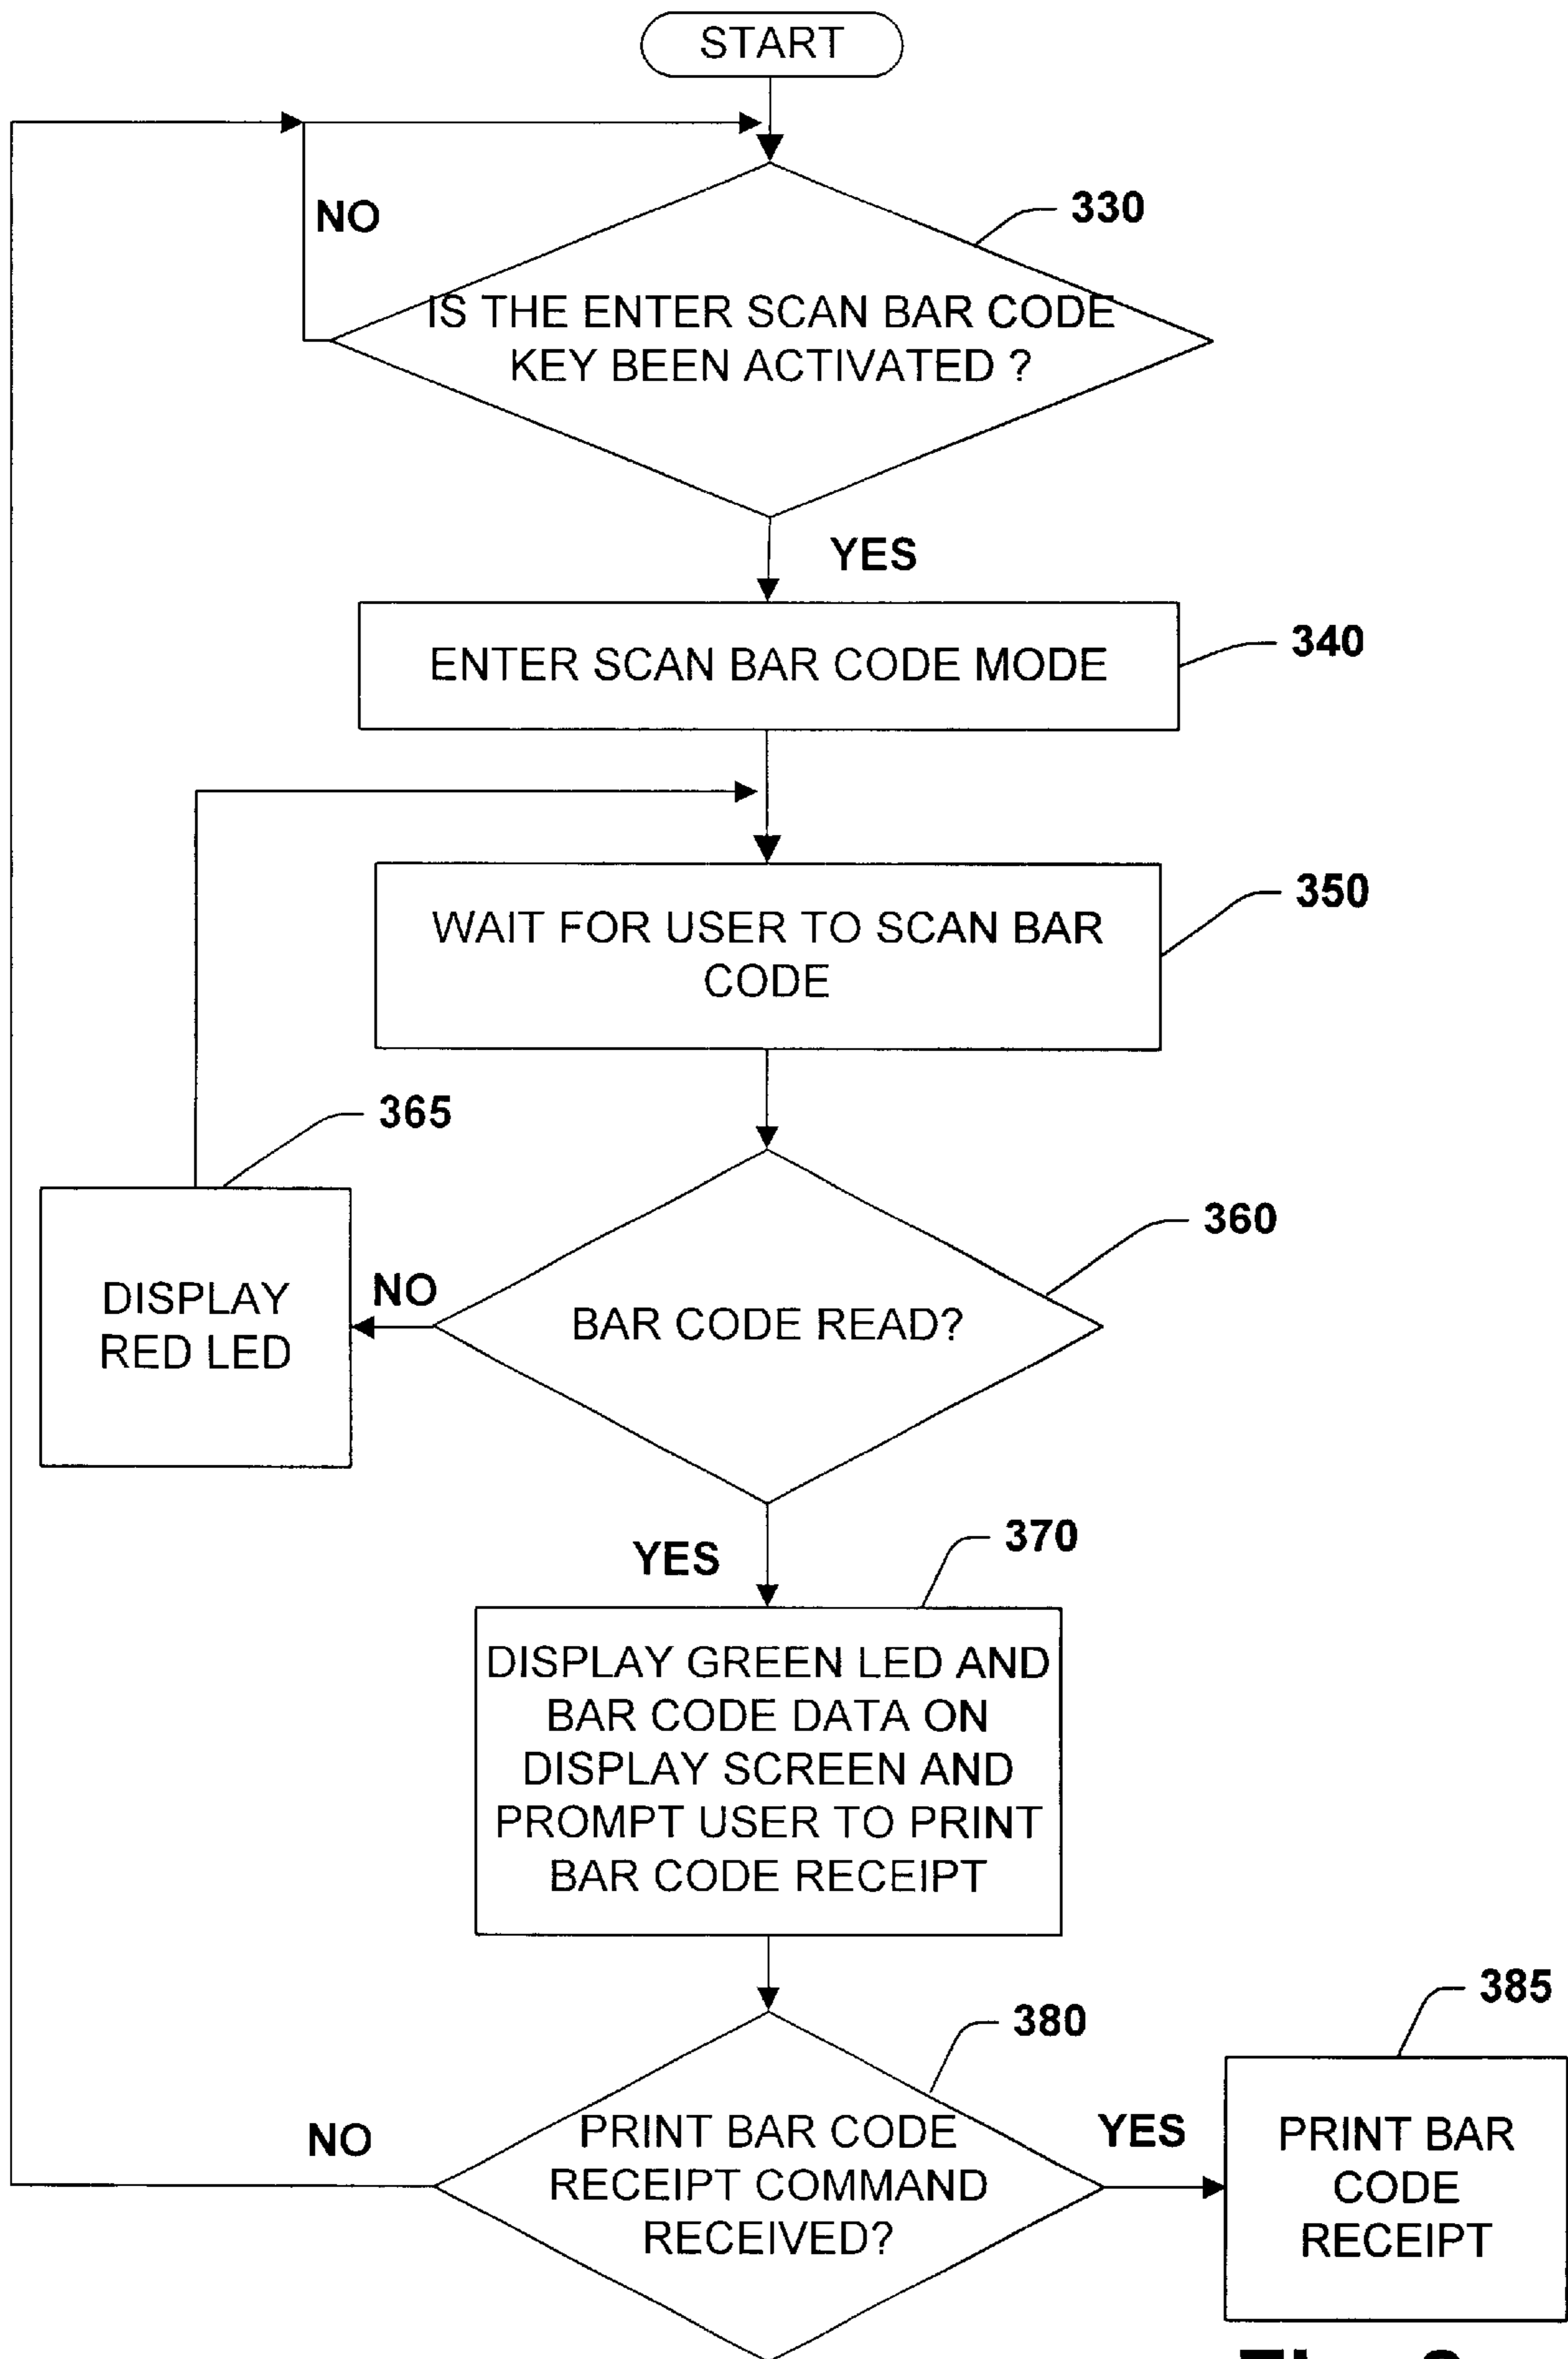 START
NO
330
IS THE ENTER SCAN BAR CODE
KEY BEEN ACTIVATED ?
YES
ENTER SCAN BAR CODE MODE
340
WAIT FOR USER TO SCAN BAR
CODE
350
365
360
DISPLAY
RED LED
NO
BAR CODE READ?
YES
370
DISPLAY GREEN LED AND
BAR CODE DATA ON
DISPLAY SCREEN AND
PROMPT USER TO PRINT
BAR CODE RECEIPT
385
380
NO
PRINT BAR CODE
RECEIPT COMMAND
RECEIVED?
YES
PRINT BAR
CODE
RECEIPT